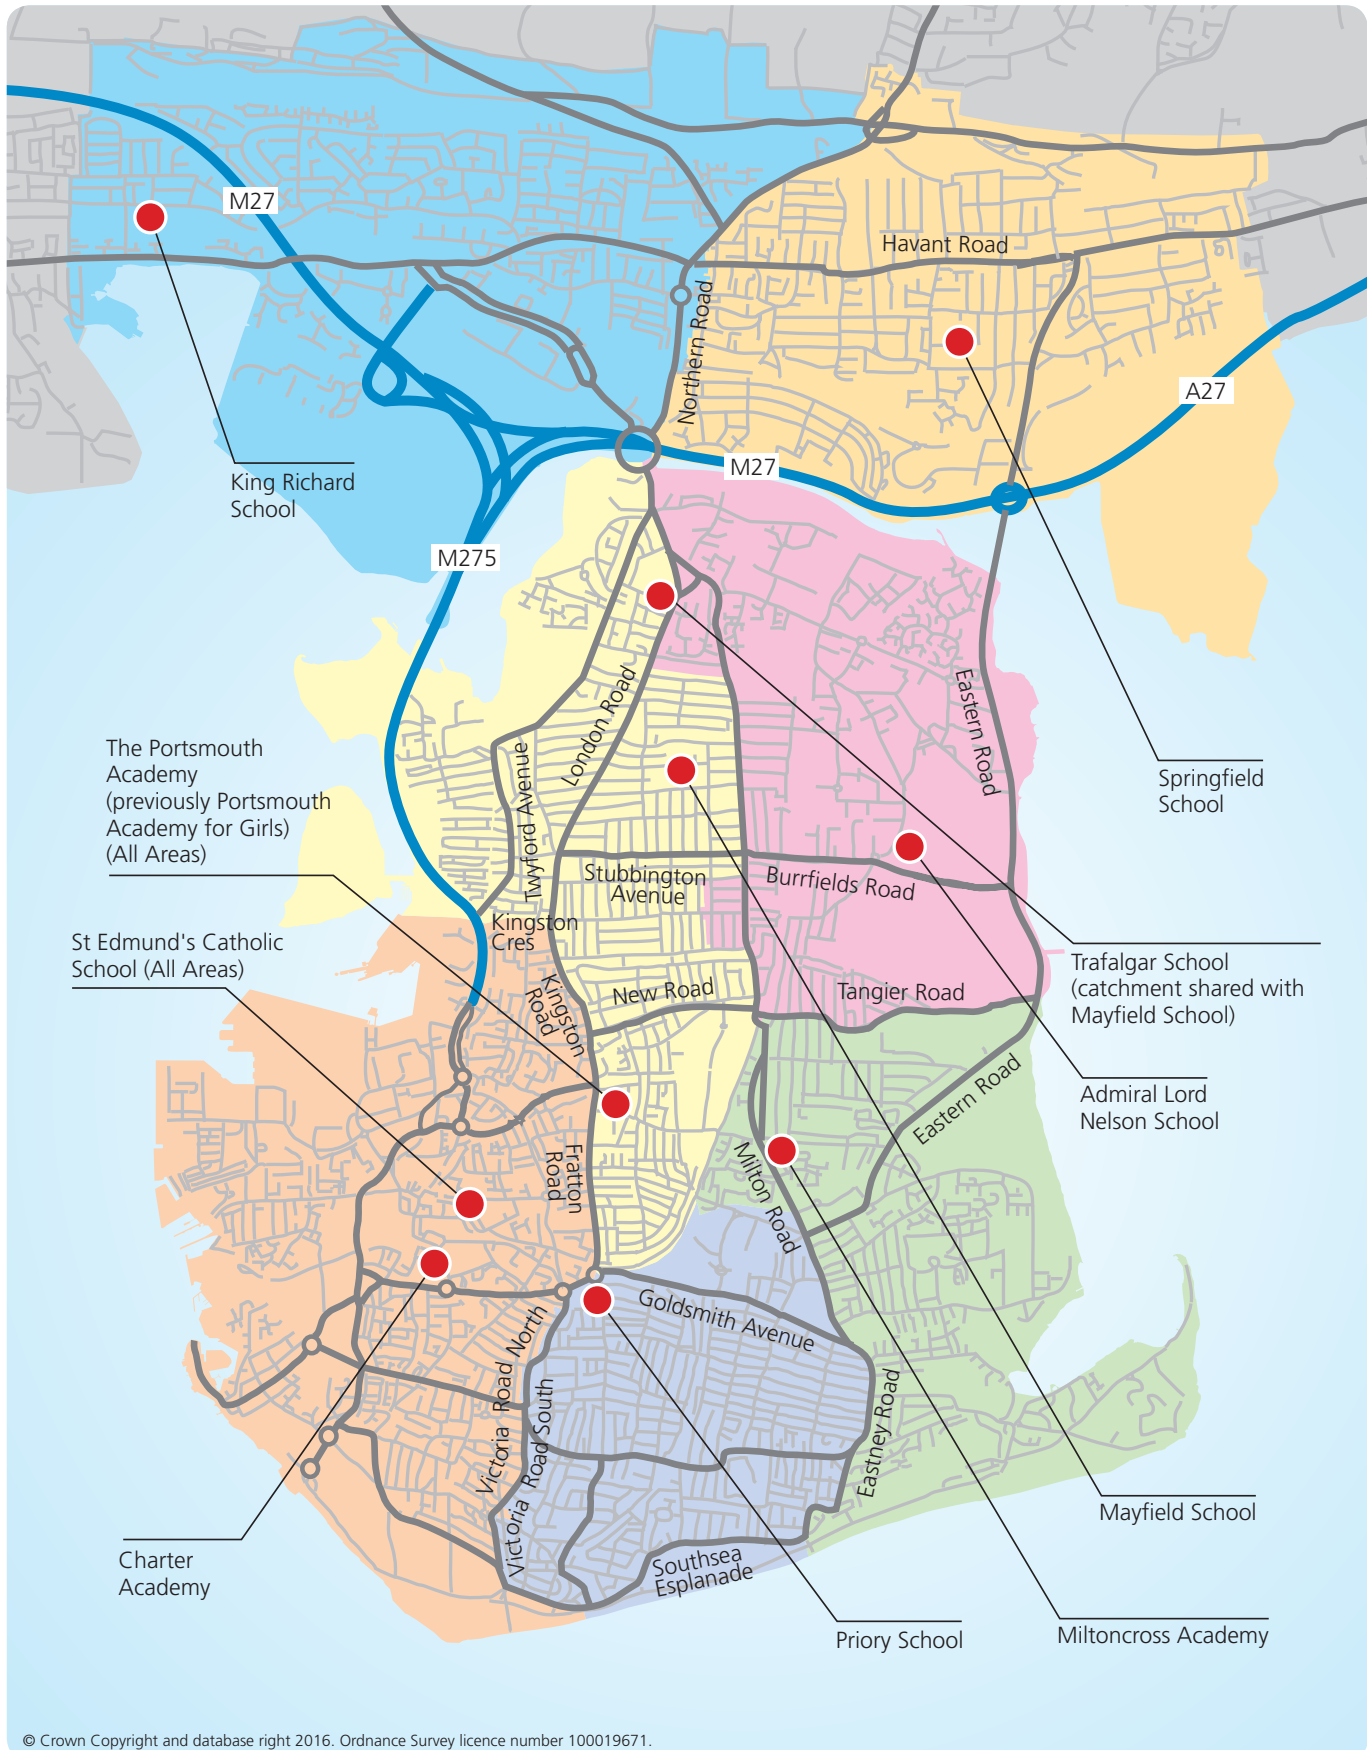 M27
Havant Road
Northern Road
A27
M27
King Richard
School
M275
London Road
Eastern Road
Twyford Avenue
The Portsmouth
Academy
(previously Portsmouth
Academy for Girls)
(All Areas)
Springfield
School
Stubbington
Avenue
Burrfields Road
Kingston
Cres
St Edmund's Catholic
School (All Areas)
Kingston
Road
New Road
Tangier Road
Trafalgar School
(catchment shared with
Mayfield School)
Eastern Road
Admiral Lord
Nelson School
Fratton
Road
Milton Road
Goldsmith Avenue
Victoria Road North
Victoria Road South
Eastney Road
Mayfield School
Charter
Academy
Southsea
Esplanade
Priory School
Miltoncross Academy
© Crown Copyright and database right 2016. Ordnance Survey licence number 100019671.